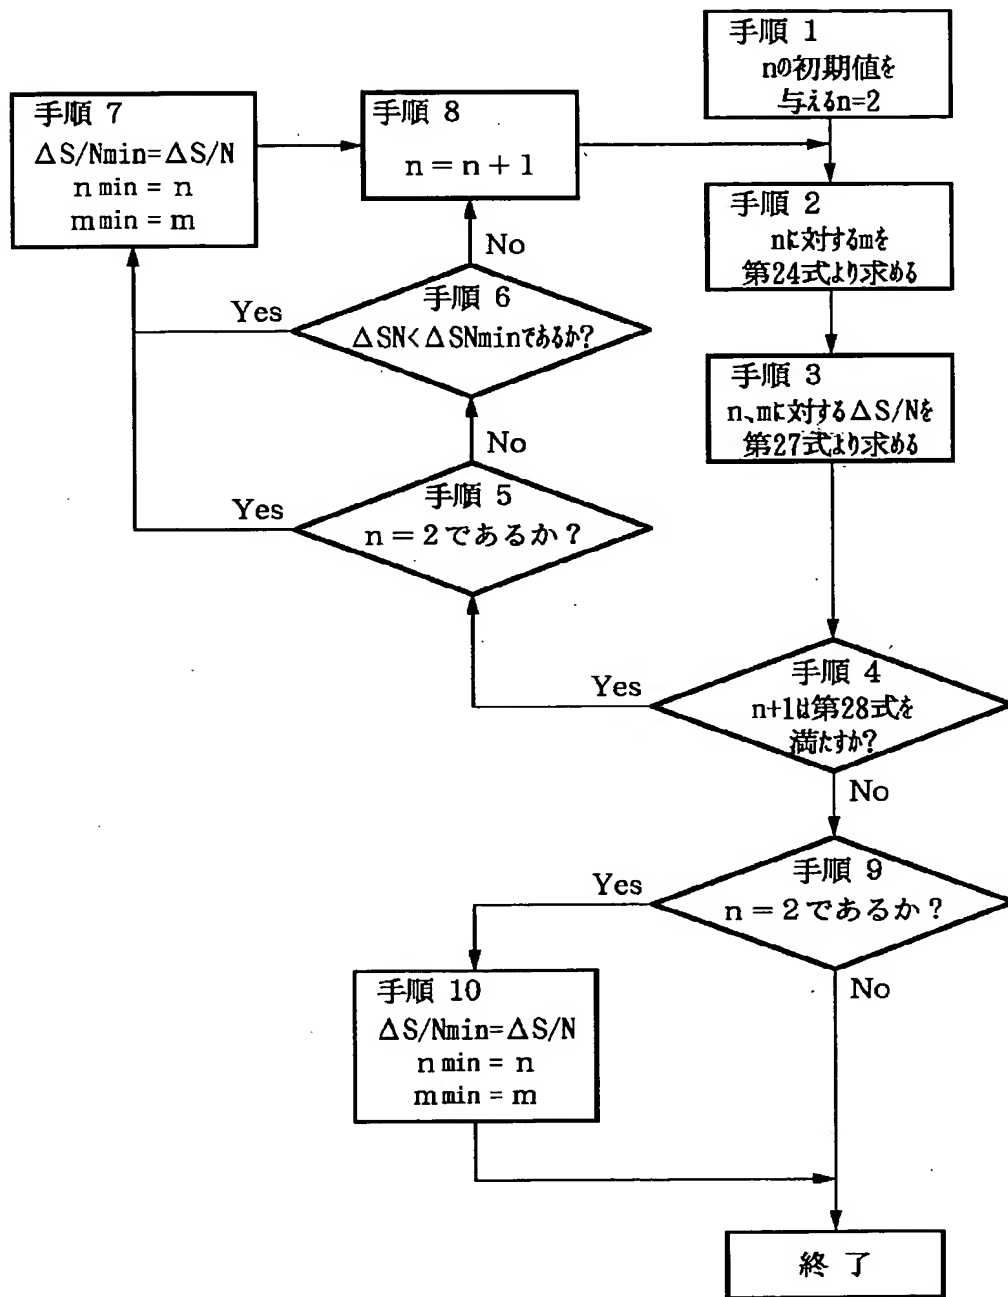 手順 1
nの初期値を
与えるn=2
手順 7
ΔS/Nmin=ΔS/N
n min = n
m min = m
手順 8
n = n + 1
手順 2
nに対するmを
第24式より求める
No
手順 6
ΔSN<ΔSNminであるか?
Yes
手順 3
n、mに対するΔS/Nを
第27式より求める
No
手順 5
n = 2 であるか?
Yes
手順 4
n+1は第28式を
満たすか?
Yes
No
手順 9
n = 2 であるか?
Yes
No
手順 10
ΔS/Nmin=ΔS/N
n min = n
m min = m
終 了